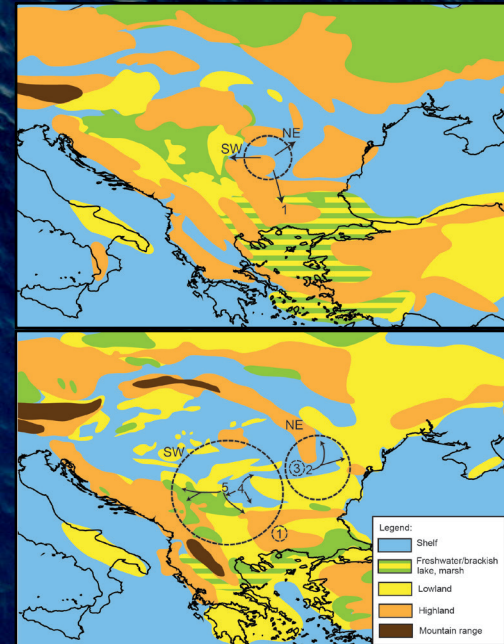 NE
SW
1
NE
SW
3 2
5 4
1
Legend:
Shelf
Freshwater/brackish
lake, marsh
Lowland
Highland
Mountain range